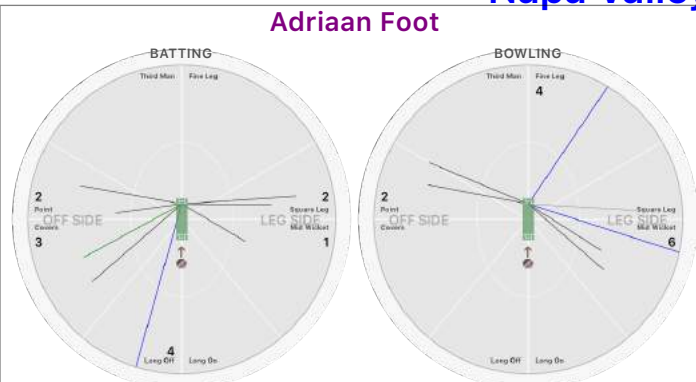 Napa Valley
Adriaan Foot
BATTING
BOWLING
Third Man Fine Leg
Third Man Fine Leg
4
2
2
2
Point
Square Leg
Point
Square Leg
OFF SIDE
LEG SIDE
OFF SIDE
LEG SIDE
Covers
Mid Wicket
Mid Wicket
3
1
Covers
6
4
Long Off Long On
Long Off Long On